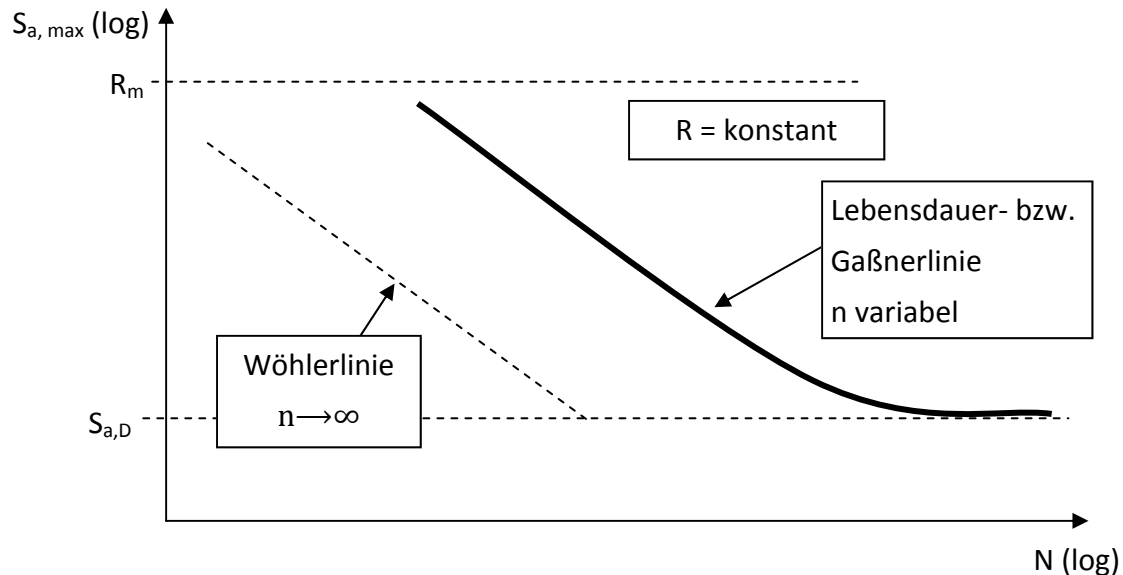 S_a, max (log)
R_m
R = konstant
Lebensdauer- bzw.
Gaßnerlinie
n variabel
Wöhlerlinie
n⟶∞
S_a,D
N (log)